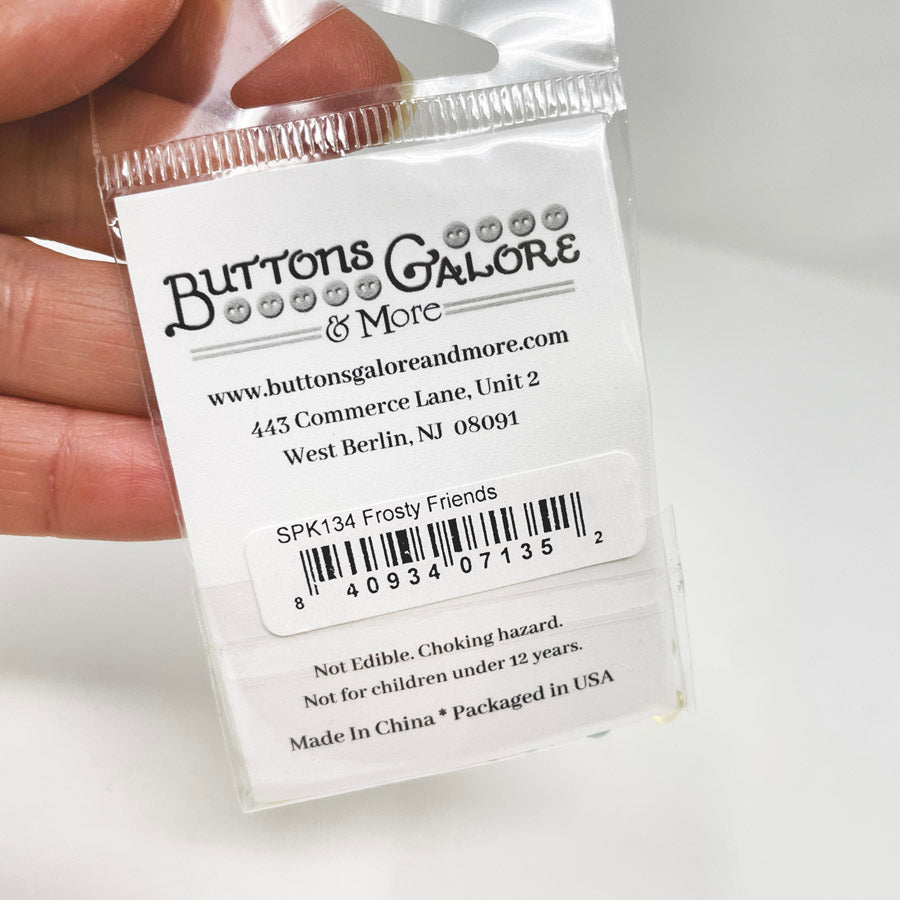 BUTTONS GALORE
& More
www.buttonsgaloreandmore.com
443 Commerce Lane, Unit 2
West Berlin, NJ 08091
SPK134 Frosty Friends
8 40934 07135 2
Not Edible. Choking hazard.
Not for children under 12 years.
Made In China * Packaged in USA